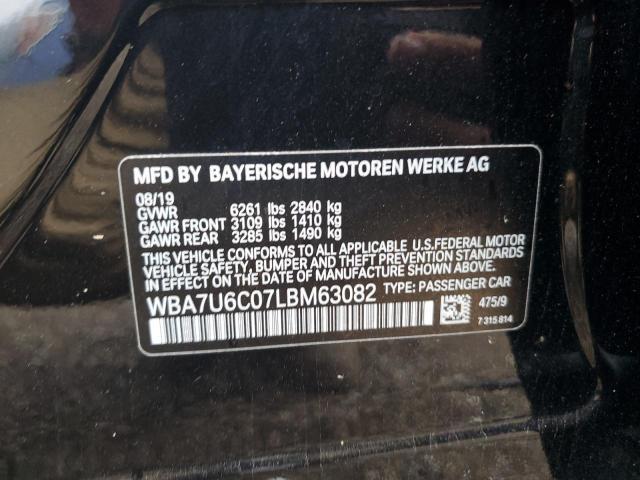 MFD BY BAYERISCHE MOTOREN WERKE AG
08/19
GVWR 6261 lbs 2840 kg
GAWR FRONT 3109 lbs 1410 kg
GAWR REAR 3285 lbs 1490 kg
THIS VEHICLE CONFORMS TO ALL APPLICABLE U.S.FEDERAL MOTOR
VEHICLE SAFETY, BUMPER AND THEFT PREVENTION STANDARDS
IN EFFECT ON THE DATE OF MANUFACTURE SHOWN ABOVE.
WBA7U6C07LBM63082 TYPE: PASSENGER CAR
475/9
7 315 814